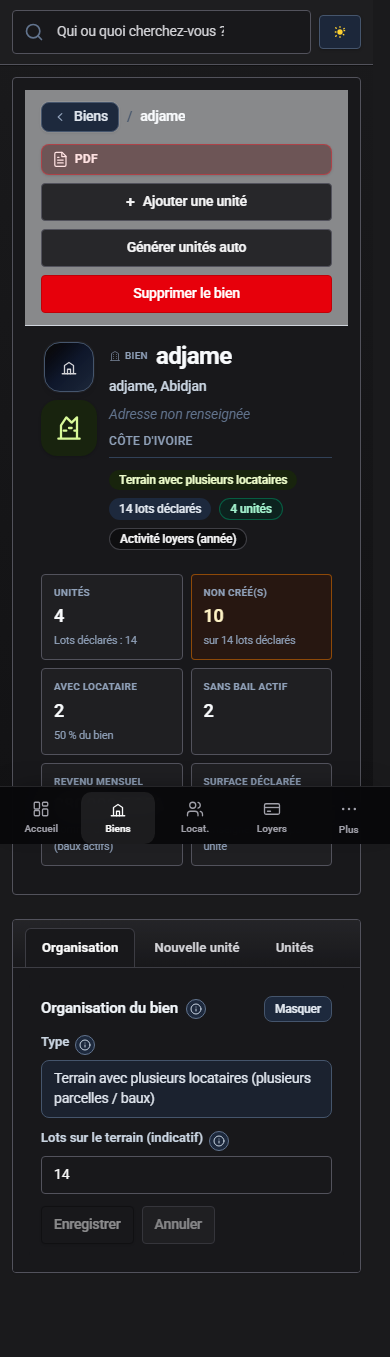 Qui ou quoi cherchez-vous ?
Biens / adjame
PDF
+ Ajouter une unité
Générer unités auto
Supprimer le bien
BIEN adjame
adjame, Abidjan
Adresse non renseignée
CÔTE D'IVOIRE
Terrain avec plusieurs locataires
14 lots déclarés 4 unités
Activité loyers (année)
UNITÉS
4
Lots déclarés : 14
NON CRÉÉ(S)
10
sur 14 lots déclarés
AVEC LOCATAIRE
2
50 % du bien
SANS BAIL ACTIF
2
REVENU MENSUEL
(baux actifs)
SURFACE DÉCLARÉE
unité
Accueil Biens Locat. Loyers Plus
Organisation Nouvelle unité Unités
Organisation du bien Masquer
Type
Terrain avec plusieurs locataires (plusieurs
parcelles / baux)
Lots sur le terrain (indicatif)
14
Enregistrer Annuler